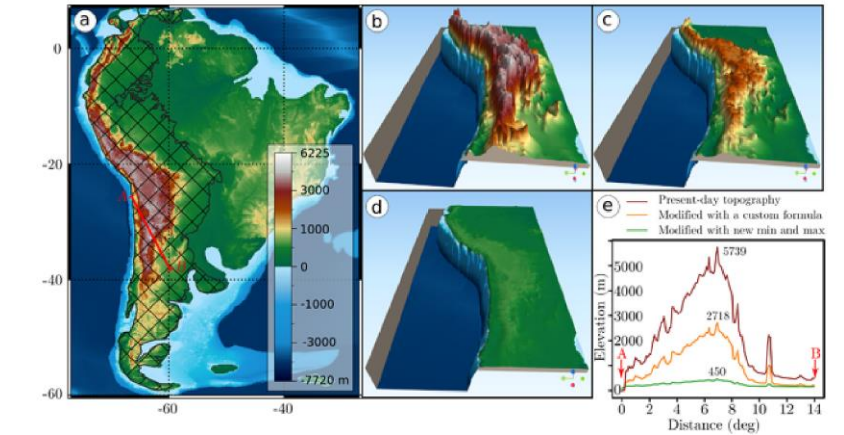 a
0
-20
-40
-60
-60
-40
6225
3000
1000
0
-1000
-3000
-7720 m
b
c
d
e
Present-day topography
Modified with a custom formula
Modified with new min and max
Elevation (m)
5000
4000
3000
2000
1000
0
5739
2718
450
A
B
0 2 4 6 8 10 12 14
Distance (deg)